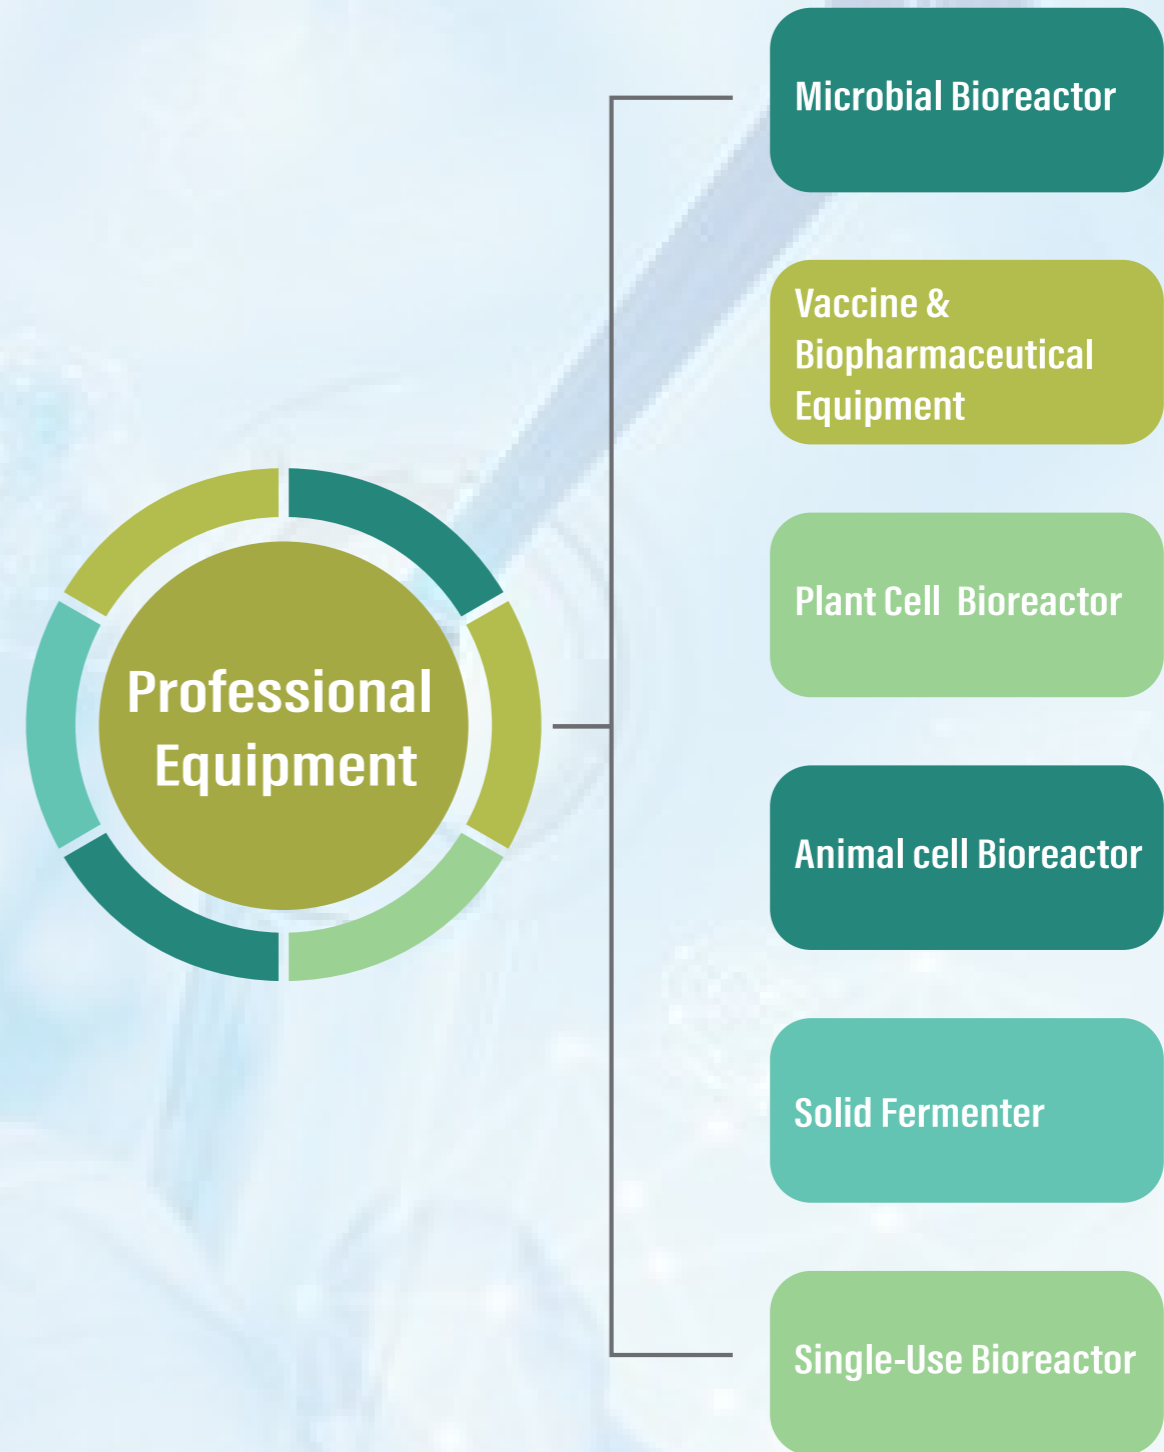 Professional
Equipment
Microbial Bioreactor
Vaccine &
Biopharmaceutical
Equipment
Plant Cell  Bioreactor
Animal cell Bioreactor
Solid Fermenter
Single-Use Bioreactor